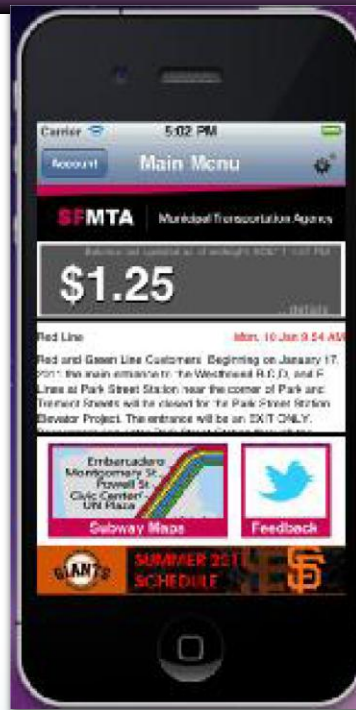 Carrier 5:02 PM
Account Main Menu
SFMTA Municipal Transportation Agency
$1.25
details
Red Line Mon, 10 Jan 9:54 AM
Red and Green Line Customers: Beginning on January 17,
2011 the main entrance to the Westbound B,C,D, and E
Lines at Park Street Station near the corner of Park and
Tremont Streets will be closed for the Park Street Station
Elevator Project. The entrance will be an EXIT ONLY.
Embarcadero
Montgomery St
Powell St
Civic Center/
UN Plaza
Subway Maps
Feedback
GIANTS
SUMMER 2011
SCHEDULE
SF